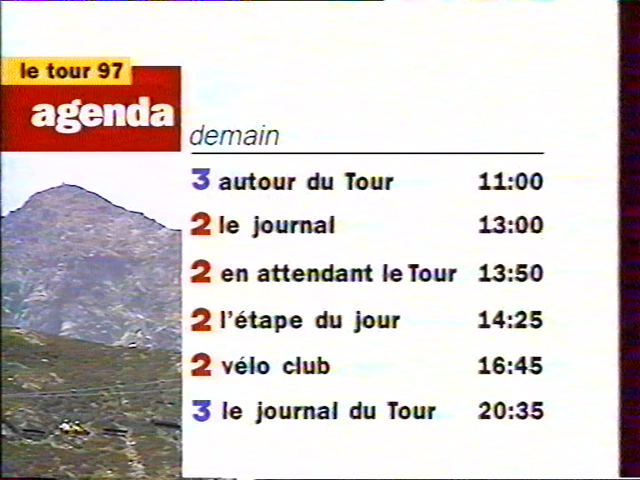 le tour 97
agenda
demain
3 autour du Tour 11:00
2 le journal 13:00
2 en attendant le Tour 13:50
2 l'étape du jour 14:25
2 vélo club 16:45
3 le journal du Tour 20:35